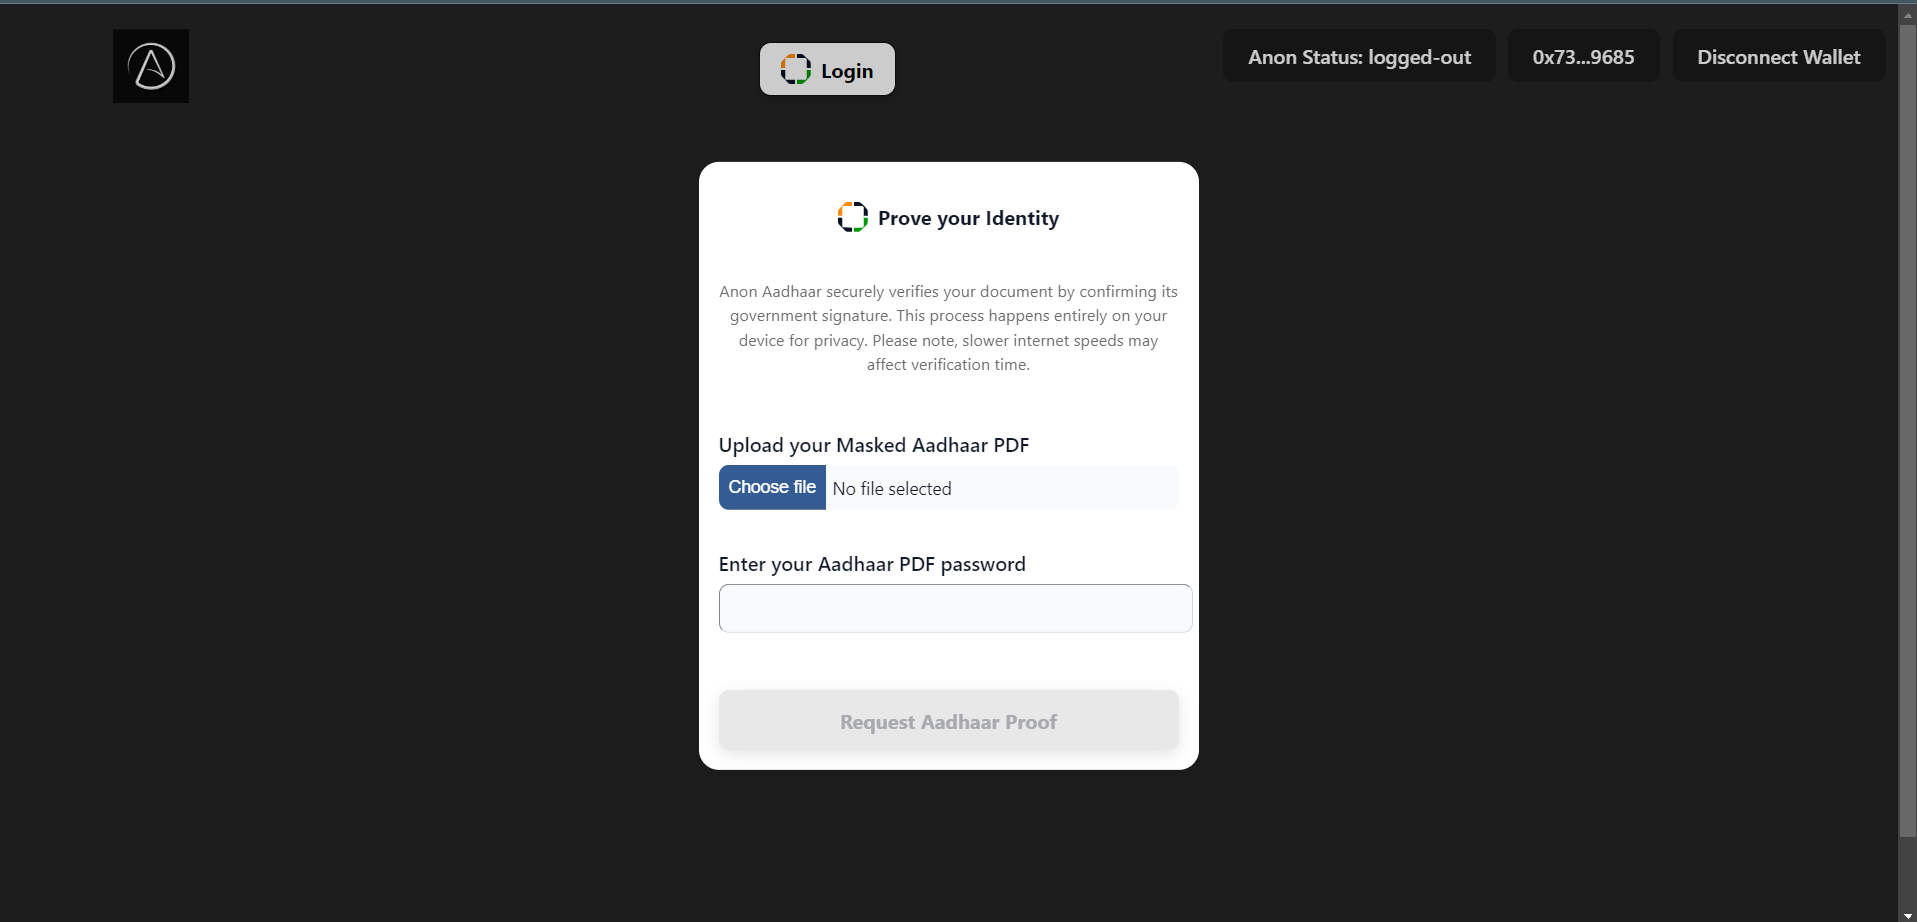 Login
Anon Status: logged-out
0x73...9685
Disconnect Wallet
Prove your Identity
Anon Aadhaar securely verifies your document by confirming its
government signature. This process happens entirely on your
device for privacy. Please note, slower internet speeds may
affect verification time.
Upload your Masked Aadhaar PDF
Choose file No file selected
Enter your Aadhaar PDF password
Request Aadhaar Proof